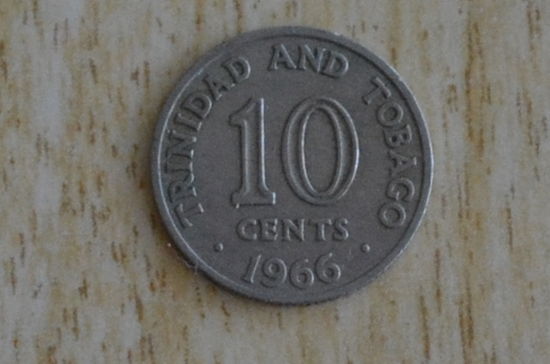 TRINIDAD AND TOBAGO
10
CENTS
· 1966 ·